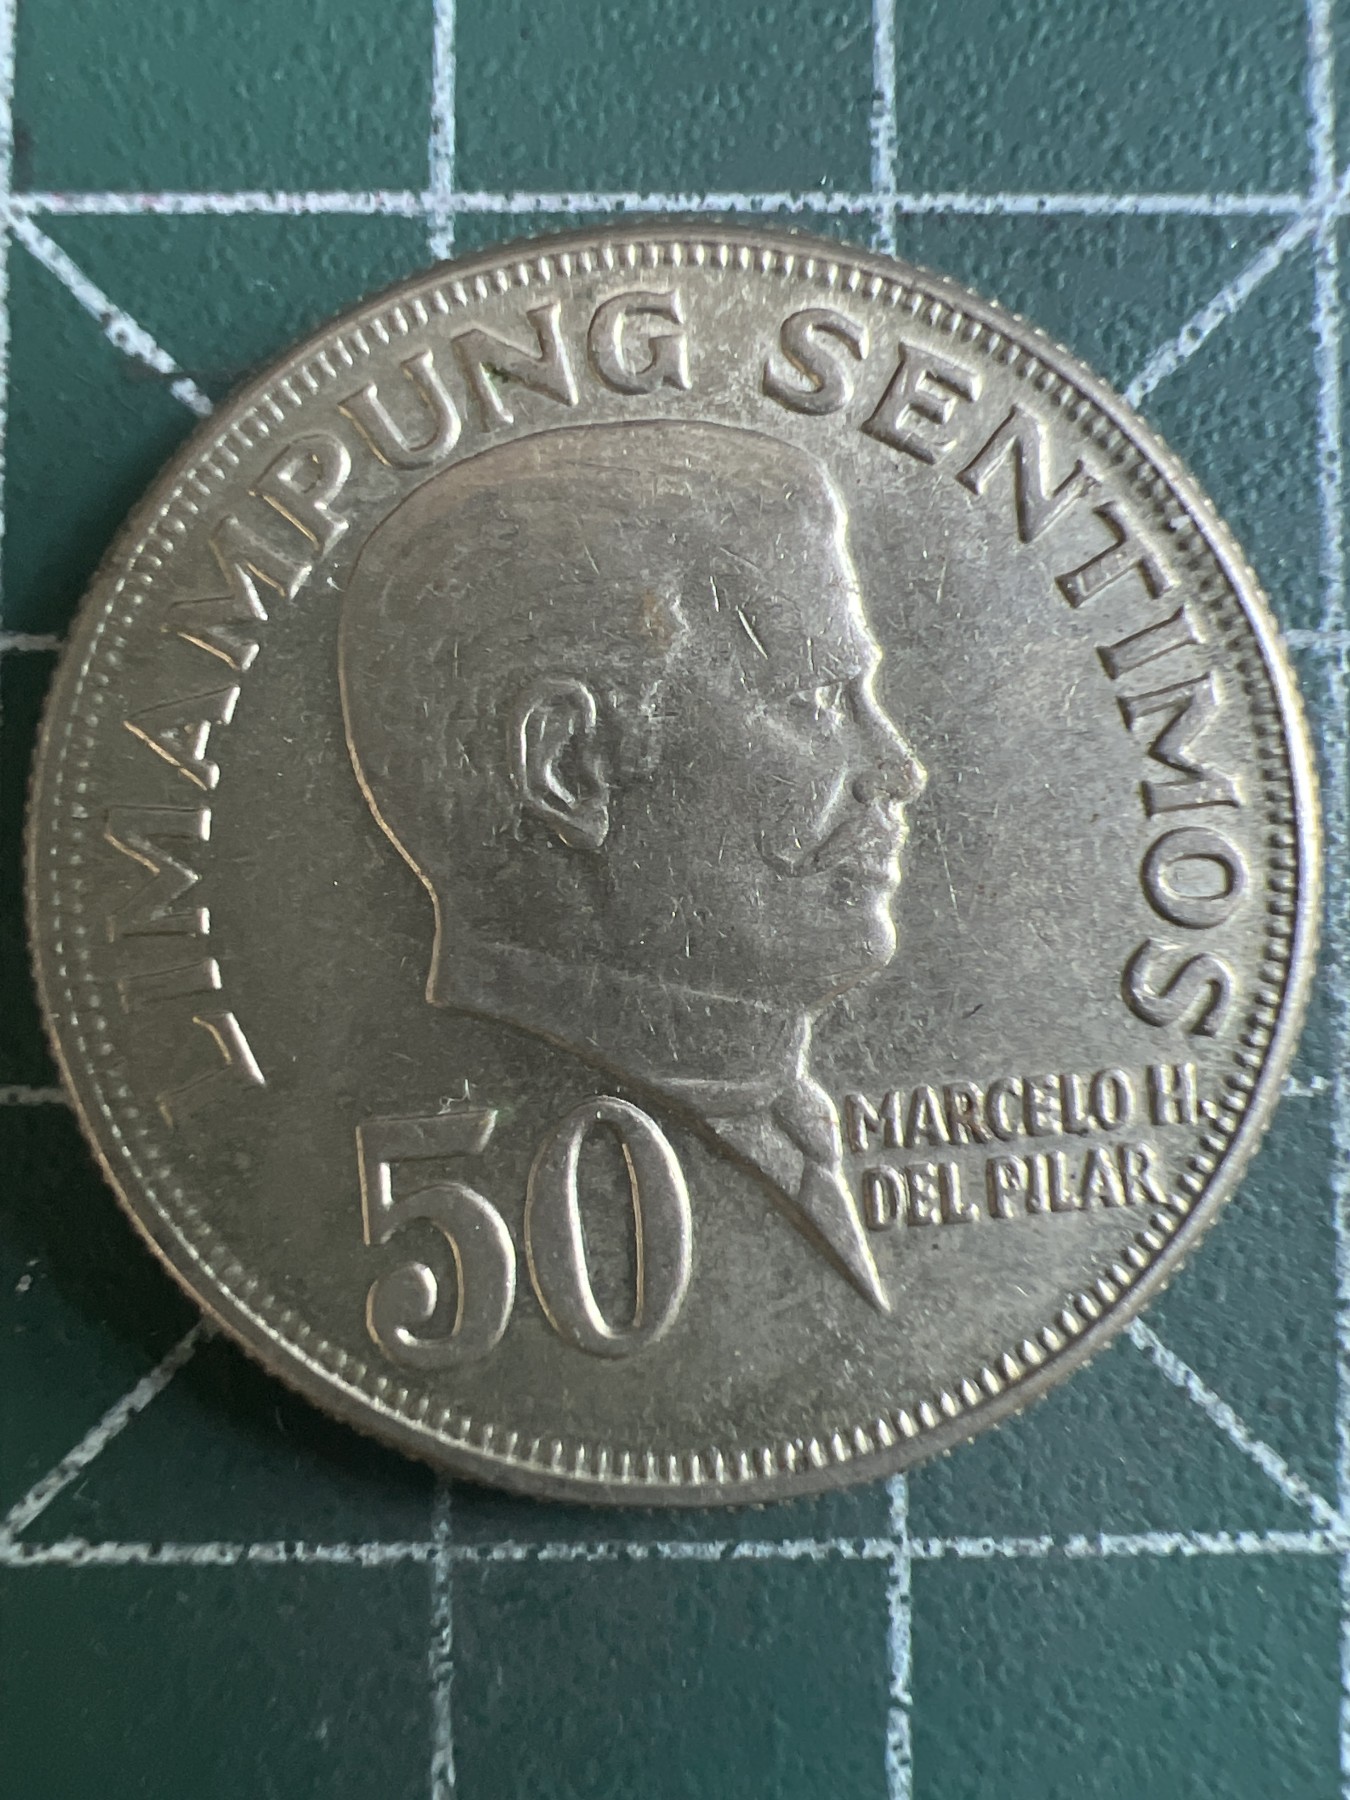 LIMAMPUNG SENTIMOS
50
MARCELO H.
DEL PILAR